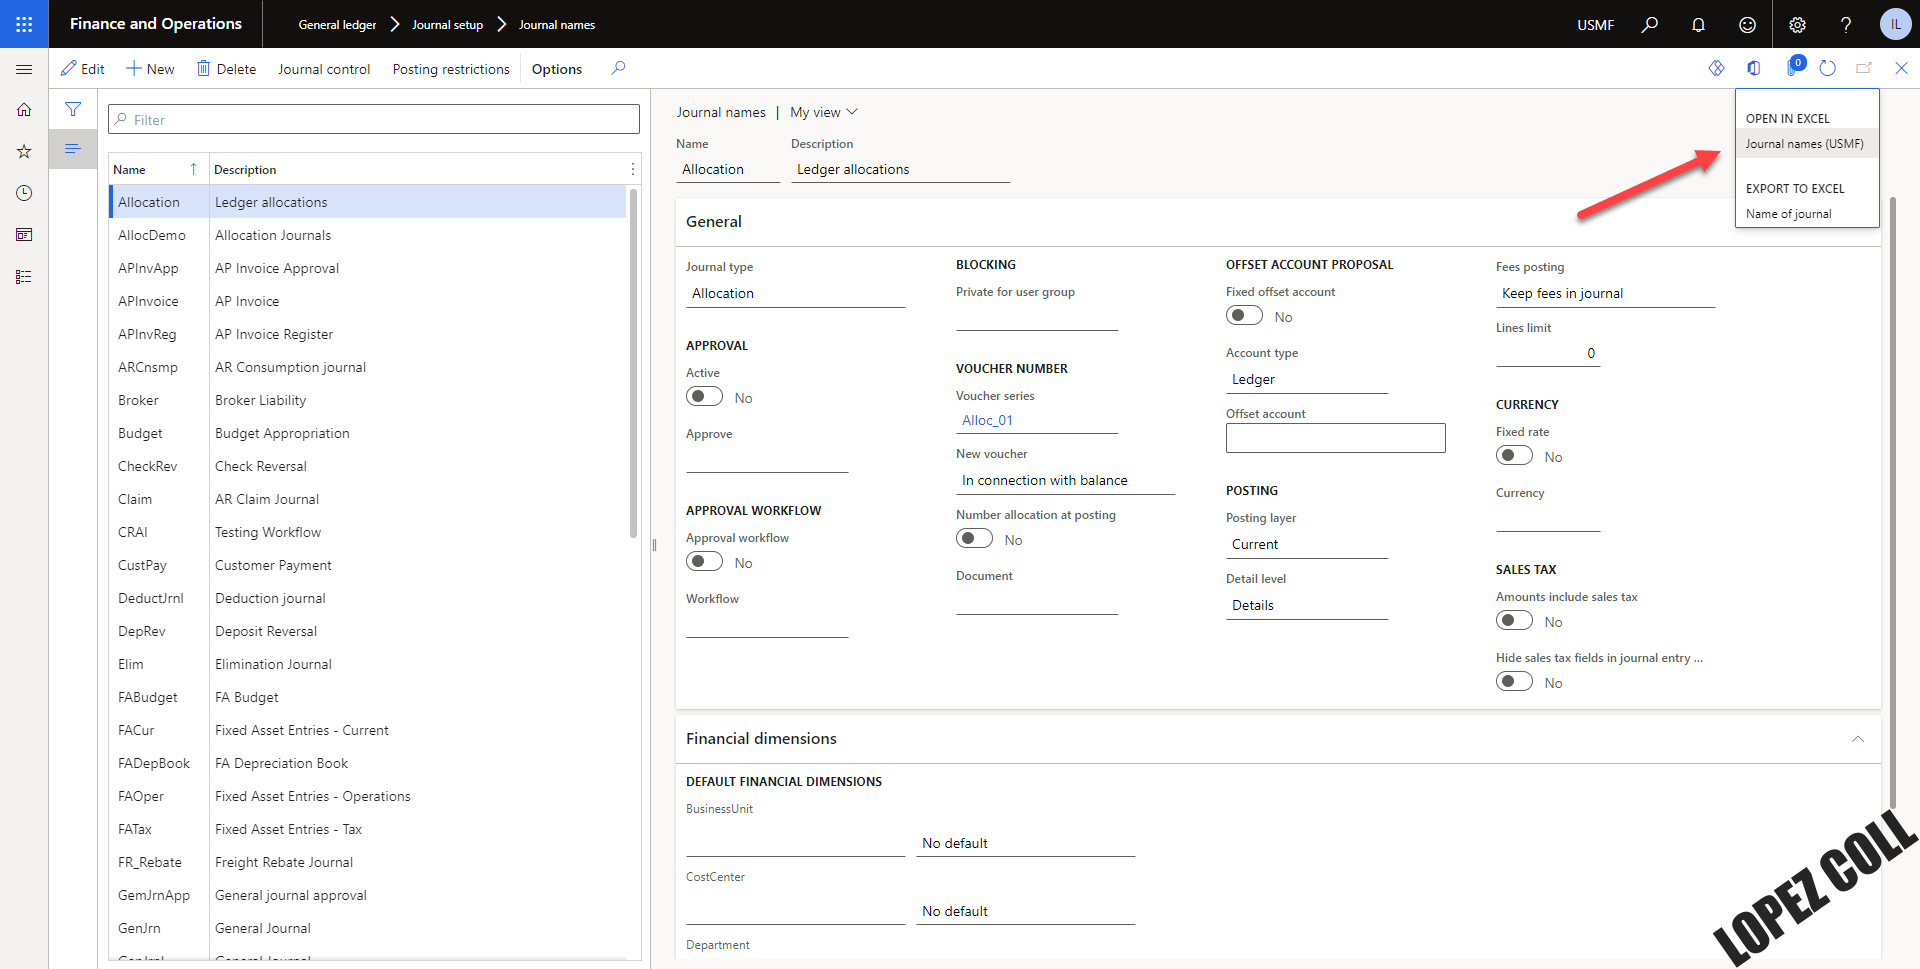 Finance and Operations
General ledger
Journal setup
Journal names
USMF
IL
Edit
New
Delete
Journal control
Posting restrictions
Options
0
Filter
Name
Description
Allocation
Ledger allocations
AllocDemo
Allocation Journals
APInvApp
AP Invoice Approval
APInvoice
AP Invoice
APInvReg
AP Invoice Register
ARCnsmp
AR Consumption journal
Broker
Broker Liability
Budget
Budget Appropriation
CheckRev
Check Reversal
Claim
AR Claim Journal
CRAI
Testing Workflow
CustPay
Customer Payment
DeductJrnl
Deduction journal
DepRev
Deposit Reversal
Elim
Elimination Journal
FABudget
FA Budget
FACur
Fixed Asset Entries - Current
FADepBook
FA Depreciation Book
FAOper
Fixed Asset Entries - Operations
FATax
Fixed Asset Entries - Tax
FR_Rebate
Freight Rebate Journal
GemJrnApp
General journal approval
GenJrn
General Journal
Journal names | My view
Name
Description
Allocation
Ledger allocations
OPEN IN EXCEL
Journal names (USMF)
EXPORT TO EXCEL
Name of journal
General
Journal type
Allocation
APPROVAL
Active
No
Approve
APPROVAL WORKFLOW
Approval workflow
No
Workflow
BLOCKING
Private for user group
VOUCHER NUMBER
Voucher series
Alloc_01
New voucher
In connection with balance
Number allocation at posting
No
Document
OFFSET ACCOUNT PROPOSAL
Fixed offset account
No
Account type
Ledger
Offset account
POSTING
Posting layer
Current
Detail level
Details
Fees posting
Keep fees in journal
Lines limit
0
CURRENCY
Fixed rate
No
Currency
SALES TAX
Amounts include sales tax
No
Hide sales tax fields in journal entry ...
No
Financial dimensions
DEFAULT FINANCIAL DIMENSIONS
BusinessUnit
No default
CostCenter
No default
Department
LOPEZ COLL